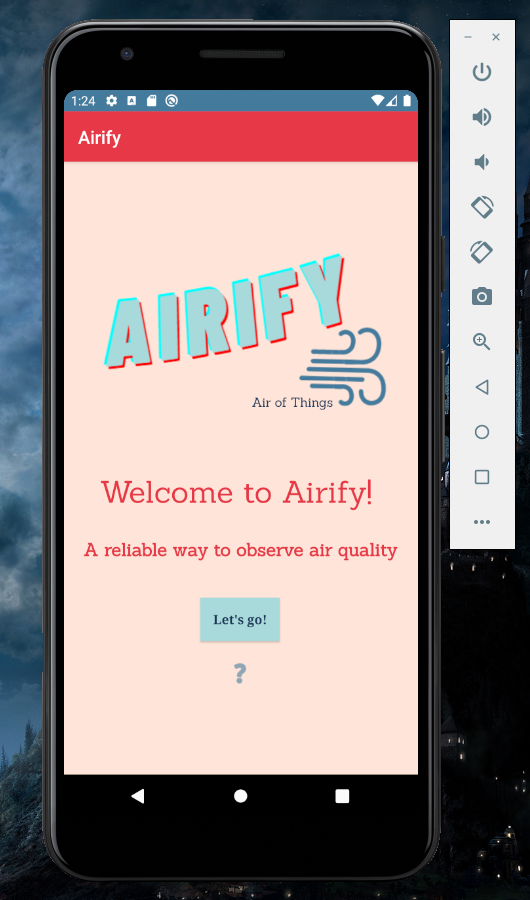 1:24
Airify
AIRIFY
Air of Things
Welcome to Airify!
A reliable way to observe air quality
Let's go!
?